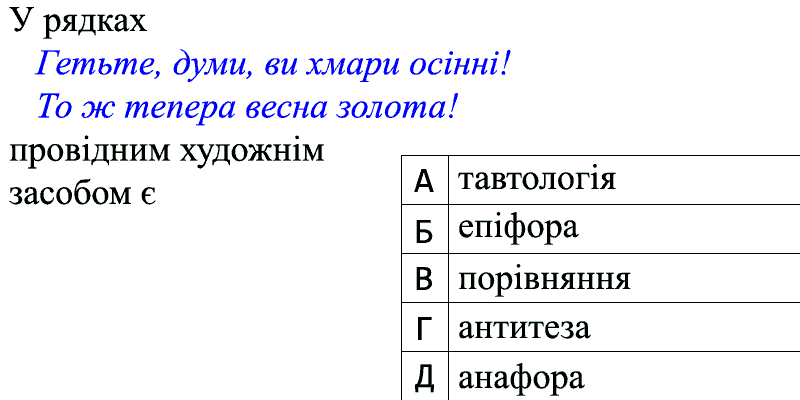 У рядках
Гетьте, думи, ви хмари осінні!
То ж тепера весна золота!
провідним художнім
засобом є
А тавтологія
Б епіфора
В порівняння
Г антитеза
Д анафора